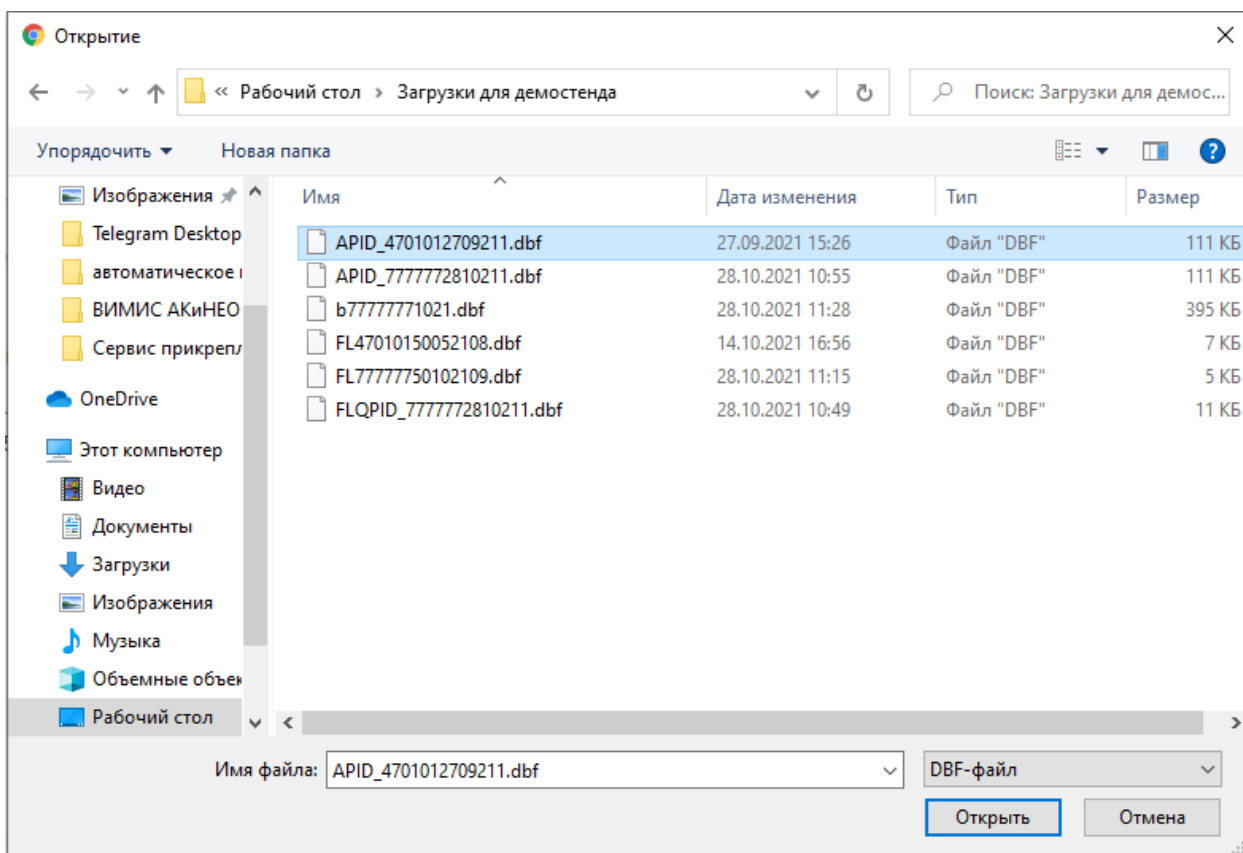 Открытие
« Рабочий стол › Загрузки для демостенда
Поиск: Загрузки для демос...
Упорядочить Новая папка
Изображения
Telegram Desktop
автоматическое
ВИМИС АКиНЕО
Сервис прикрепл
OneDrive
Этот компьютер
Видео
Документы
Загрузки
Изображения
Музыка
Объемные объек
Рабочий стол
Имя Дата изменения Тип Размер
APID_4701012709211.dbf 27.09.2021 15:26 Файл "DBF" 111 КБ
APID_7777772810211.dbf 28.10.2021 10:55 Файл "DBF" 111 КБ
b77777771021.dbf 28.10.2021 11:28 Файл "DBF" 395 КБ
FL47010150052108.dbf 14.10.2021 16:56 Файл "DBF" 7 КБ
FL77777750102109.dbf 28.10.2021 11:15 Файл "DBF" 5 КБ
FLQPID_7777772810211.dbf 28.10.2021 10:49 Файл "DBF" 11 КБ
Имя файла: APID_4701012709211.dbf DBF-файл
Открыть Отмена